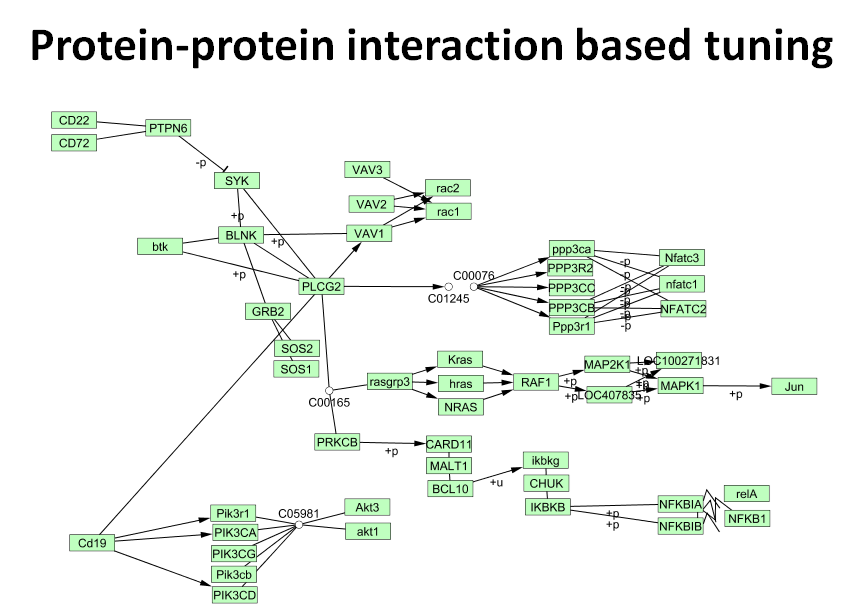 Protein-protein interaction based tuning
CD22
PTPN6
CD72
-p
SYK
VAV3
rac2
VAV2
rac1
+p
BLNK
+p
VAV1
btk
+p
PLCG2
C01245
C00076
ppp3ca
PPP3R2
PPP3CC
PPP3CB
Ppp3r1
-p
p
-p
-p
-p
-p
-p
Nfatc3
nfatc1
NFATC2
GRB2
SOS2
SOS1
C00165
rasgrp3
Kras
hras
NRAS
RAF1
+p
+p
MAP2K1
LOC407835
LOC100271831
+p
+p
+p
MAPK1
+p
Jun
PRKCB
+p
CARD11
MALT1
BCL10
+u
ikbkg
CHUK
IKBKB
+p
+p
NFKBIA
NFKBIB
relA
NFKB1
Cd19
Pik3r1
PIK3CA
PIK3CG
Pik3cb
PIK3CD
C05981
Akt3
akt1